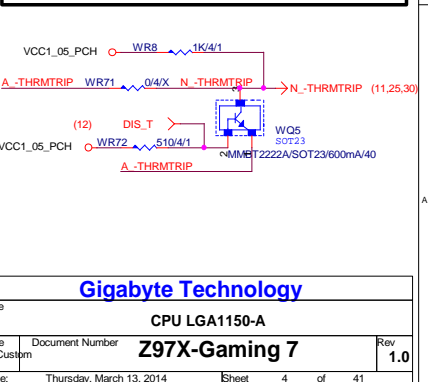 VCC1_05_PCH WR8 1K/4/1
A_-THRMTRIP WR71 0/4/X N_-THRMTRIP N_-THRMTRIP (11,25,30)
3
(12) DIS_T WQ5
SOT23
VCC1_05_PCH WR72 510/4/1 2 MMBT2222A/SOT23/600mA/40
A_-THRMTRIP
A
Gigabyte Technology
CPU LGA1150-A
Custom Document Number Z97X-Gaming 7 Rev 1.0
Thursday, March 13, 2014 Sheet 4 of 41